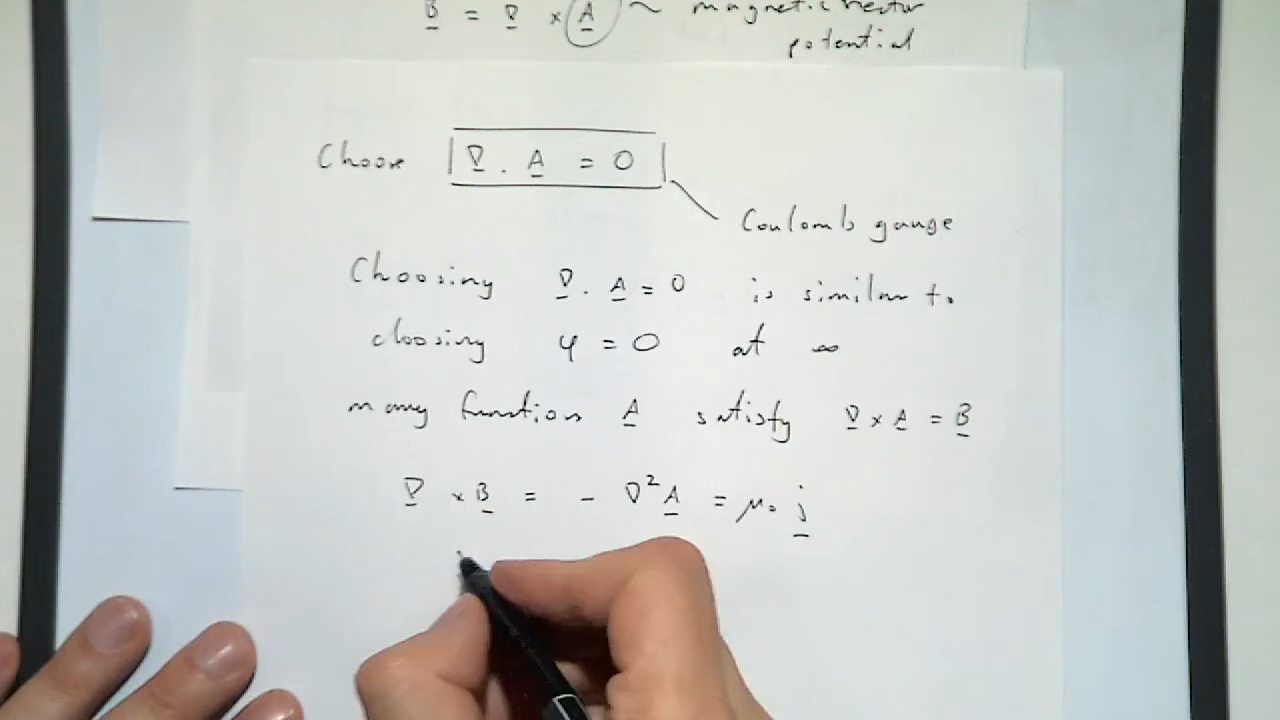 B = ∇ × A ~ magnetic vector
potential
Choose ∇ . A = 0
Coulomb gauge
Choosing ∇ . A = 0 is similar to
choosing φ = 0 at ∞
many function A satisfy ∇ × A = B
∇ × B = - ∇² A = μ₀ j